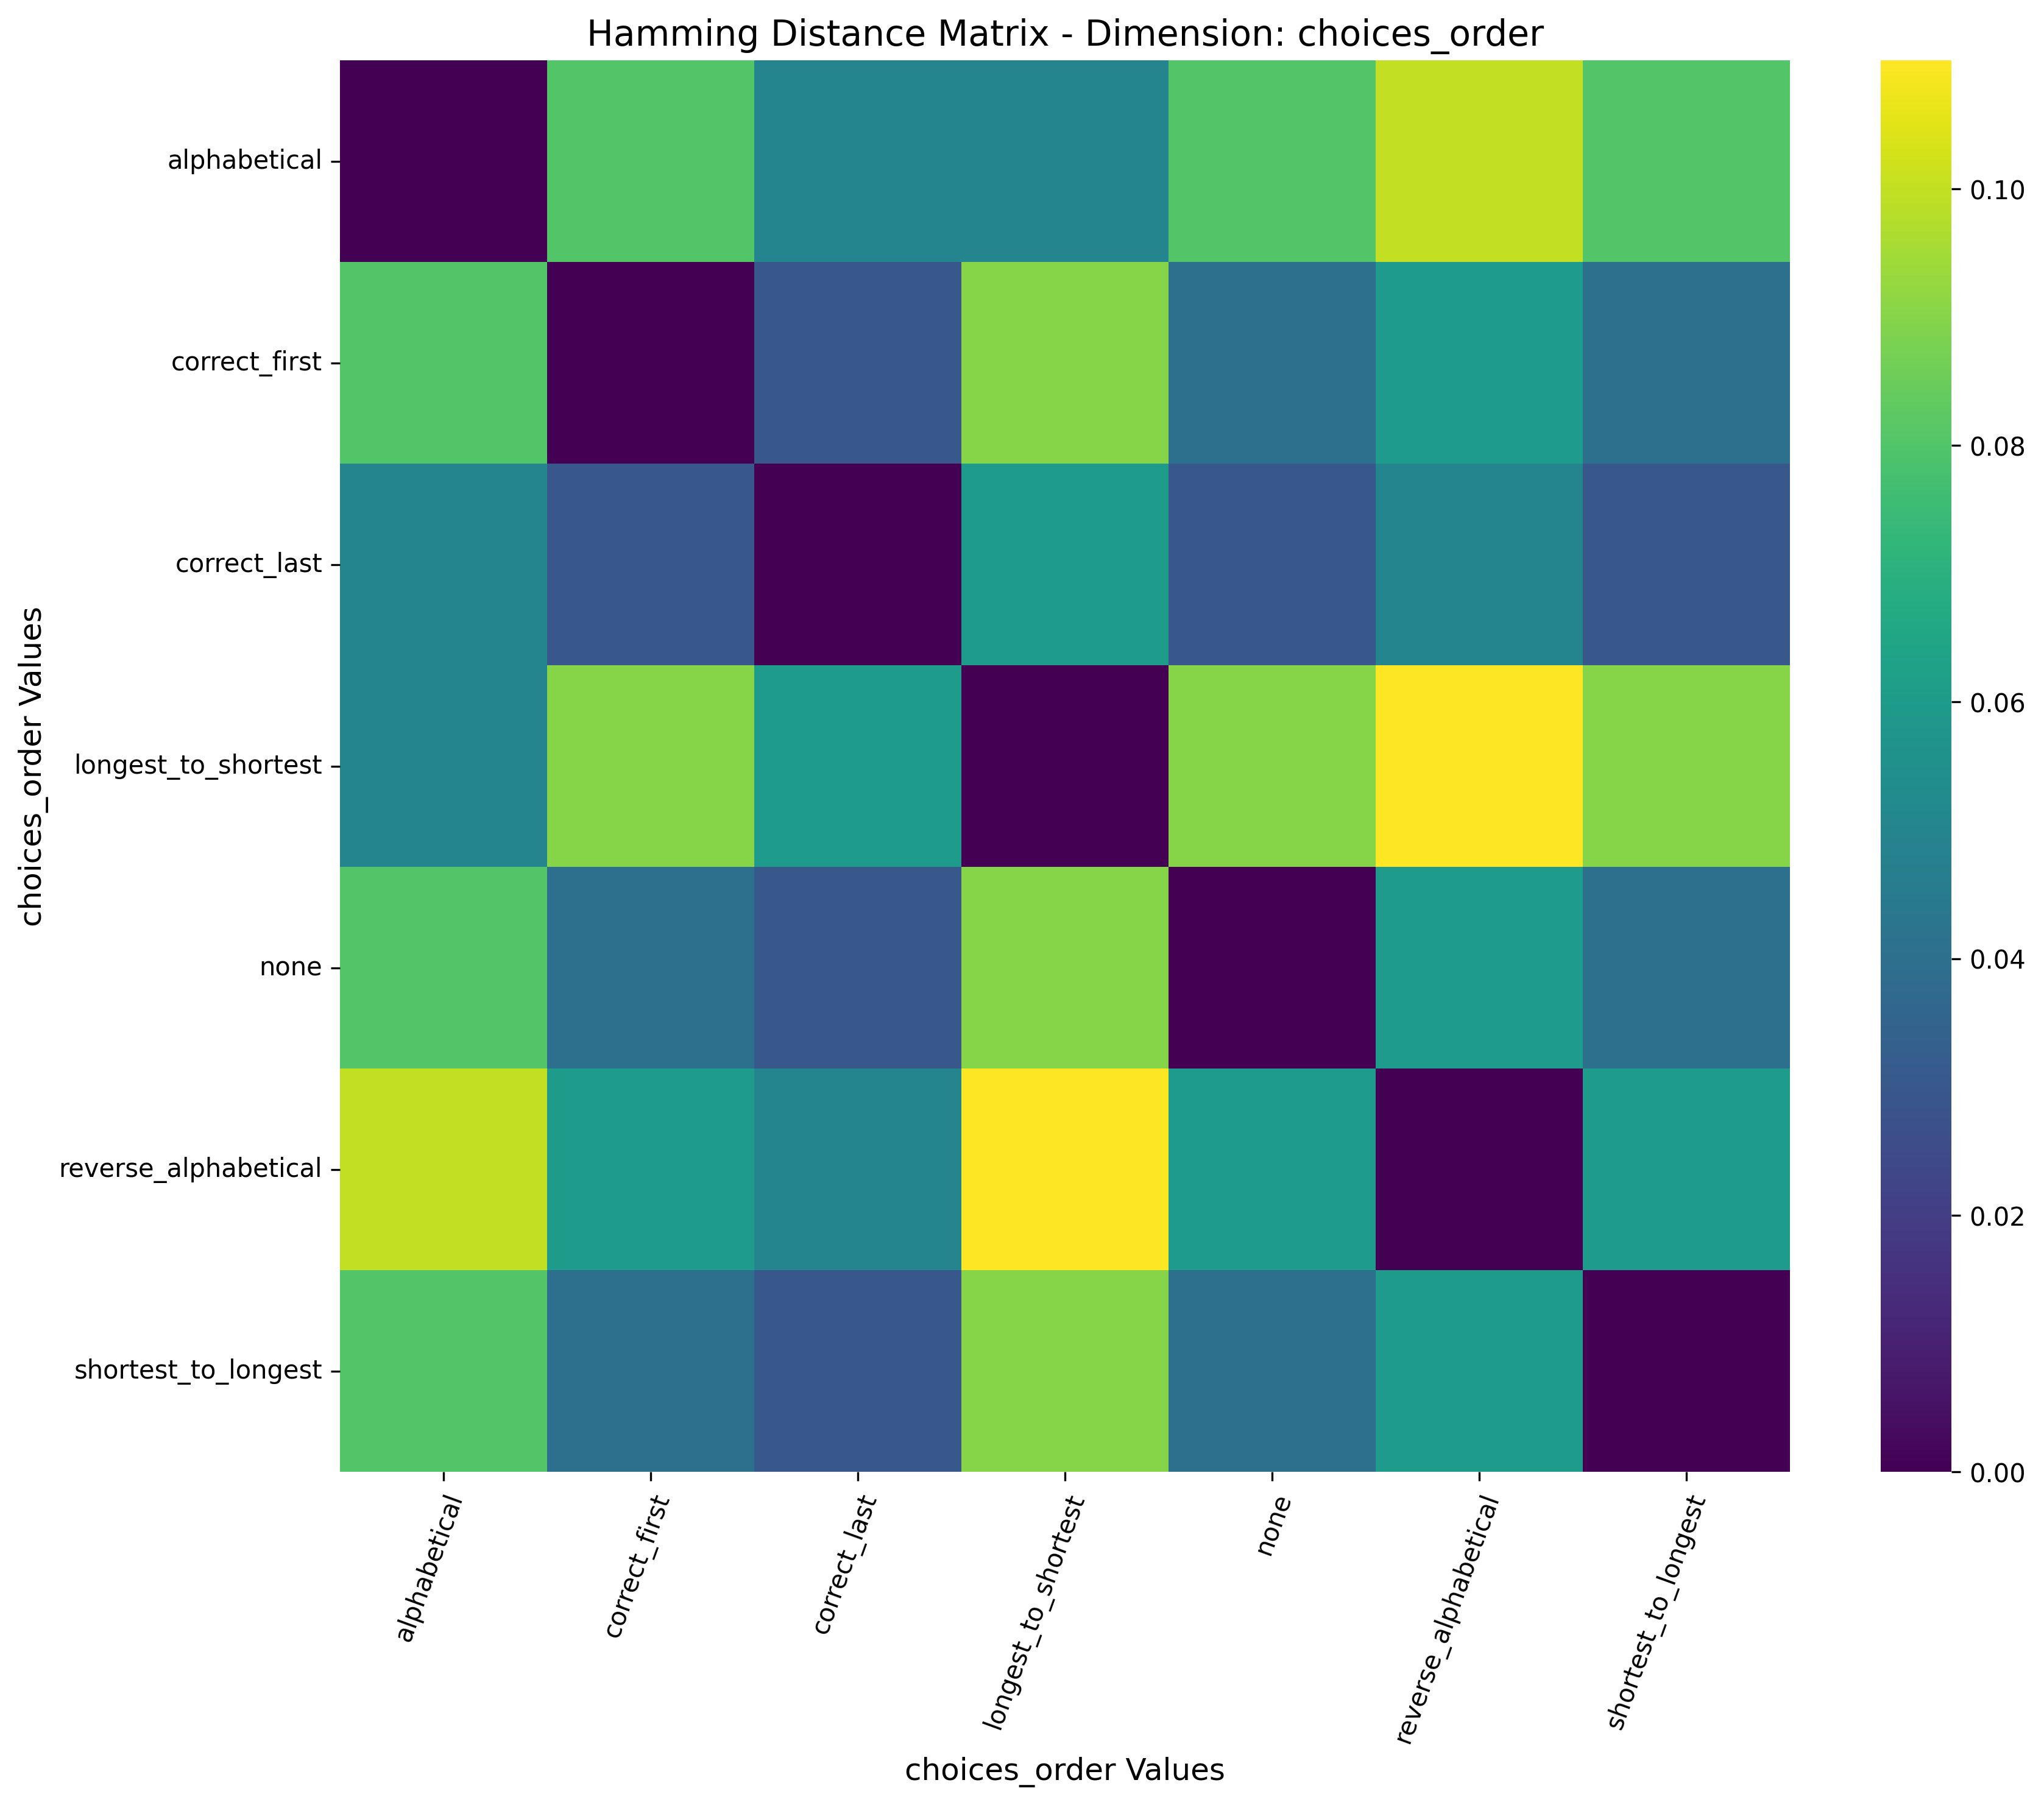 Hamming Distance Matrix - Dimension: choices_order
choices_order Values
alphabetical
correct_first
correct_last
longest_to_shortest
none
reverse_alphabetical
shortest_to_longest
alphabetical
correct_first
correct_last
longest_to_shortest
none
reverse_alphabetical
shortest_to_longest
choices_order Values
0.10
0.08
0.06
0.04
0.02
0.00